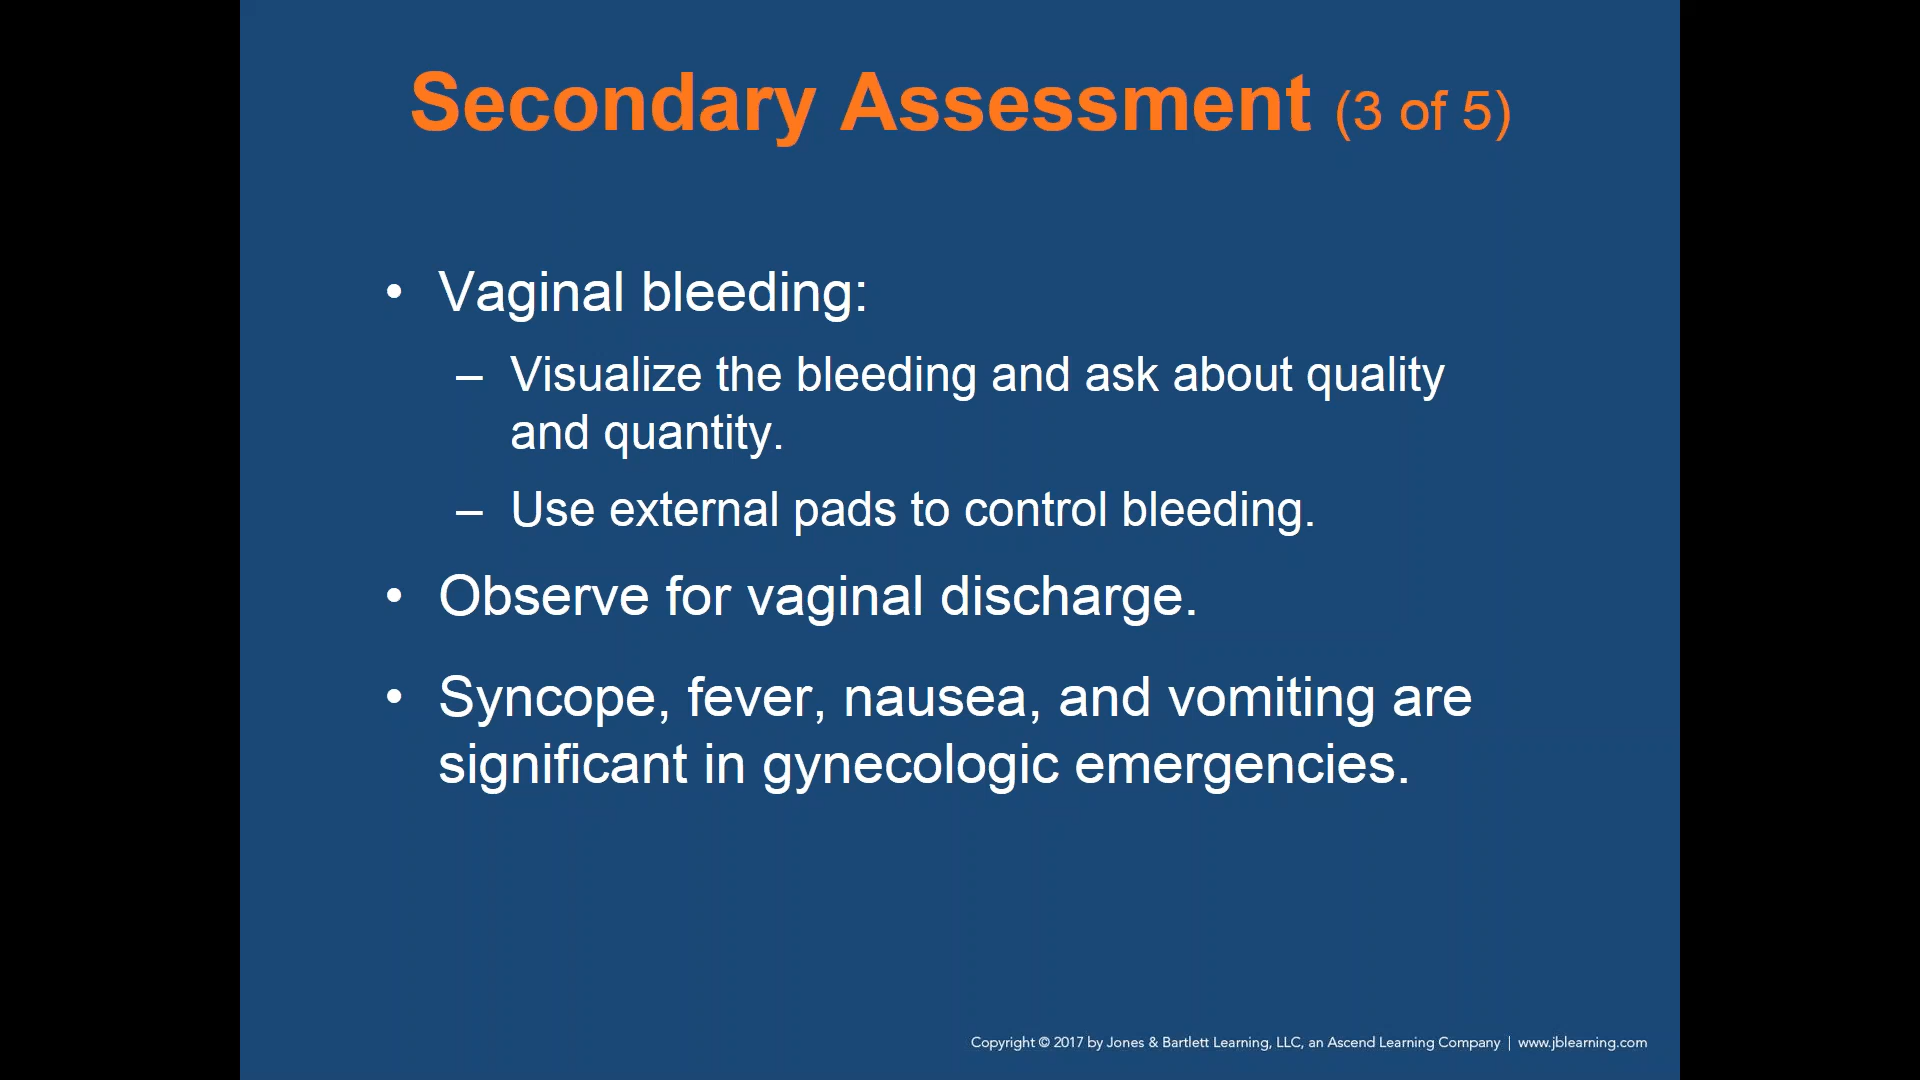 Secondary Assessment (3 of 5)
• Vaginal bleeding:
– Visualize the bleeding and ask about quality
and quantity.
– Use external pads to control bleeding.
• Observe for vaginal discharge.
• Syncope, fever, nausea, and vomiting are
significant in gynecologic emergencies.
Copyright © 2017 by Jones & Bartlett Learning, LLC, an Ascend Learning Company | www.jblearning.com